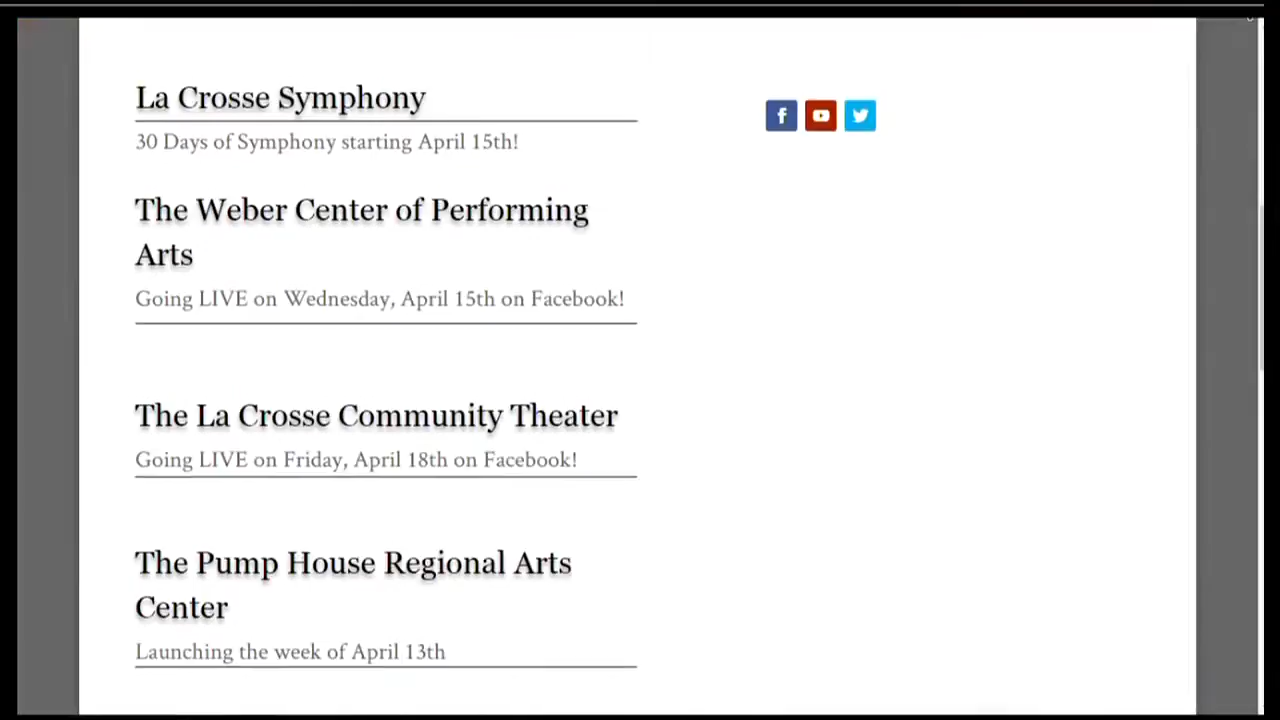 La Crosse Symphony
30 Days of Symphony starting April 15th!
The Weber Center of Performing
Arts
Going LIVE on Wednesday, April 15th on Facebook!
The La Crosse Community Theater
Going LIVE on Friday, April 18th on Facebook!
The Pump House Regional Arts
Center
Launching the week of April 13th